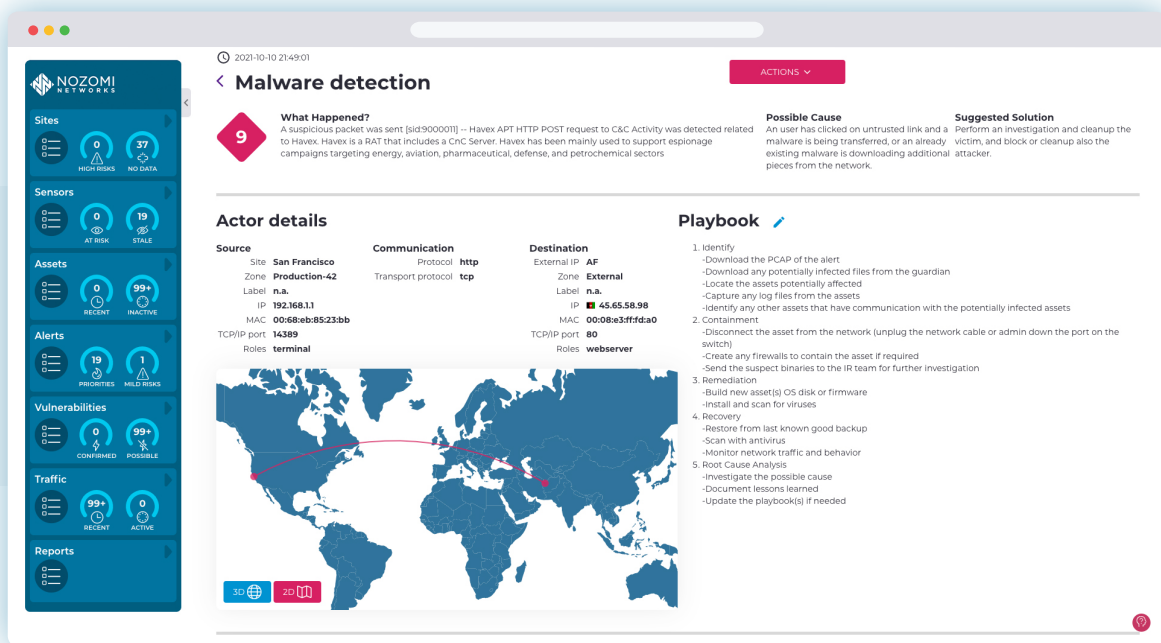 2021-10-10 21:49:01
Malware detection
ACTIONS
NOZOMI
NETWORKS
Sites
0
37
HIGH RISKS
NO DATA
Sensors
0
19
AT RISK
STALE
Assets
0
99+
RECENT
INACTIVE
Alerts
19
1
PRIORITIES
MILD RISKS
Vulnerabilities
0
99+
CONFIRMED
POSSIBLE
Traffic
99+
0
RECENT
ACTIVE
Reports
9
What Happened?
A suspicious packet was sent [sid:9000011] -- Havex APT HTTP POST request to C&C Activity was detected related
to Havex. Havex is a RAT that includes a CnC Server. Havex has been mainly used to support espionage
campaigns targeting energy, aviation, pharmaceutical, defense, and petrochemical sectors
Possible Cause
An user has clicked on untrusted link and a
malware is being transferred, or an already
existing malware is downloading additional
pieces from the network.
Suggested Solution
Perform an investigation and cleanup the
victim, and block or cleanup also the
attacker.
Actor details
Source
Site San Francisco
Zone Production-42
Label n.a.
IP 192.168.1.1
MAC 00:68:eb:85:23:bb
TCP/IP port 14389
Roles terminal
Communication
Protocol http
Transport protocol tcp
Destination
External IP AF
Zone External
Label n.a.
IP 45.65.58.98
MAC 00:08:e3:ff:fd:a0
TCP/IP port 80
Roles webserver
3D
2D
Playbook
1. Identify
-Download the PCAP of the alert
-Download any potentially infected files from the guardian
-Locate the assets potentially affected
-Capture any log files from the assets
-Identify any other assets that have communication with the potentially infected assets
2. Containment
-Disconnect the asset from the network (unplug the network cable or admin down the port on the
switch)
-Create any firewalls to contain the asset if required
-Send the suspect binaries to the IR team for further investigation
3. Remediation
-Build new asset(s) OS disk or firmware
-Install and scan for viruses
4. Recovery
-Restore from last known good backup
-Scan with antivirus
-Monitor network traffic and behavior
5. Root Cause Analysis
-Investigate the possible cause
-Document lessons learned
-Update the playbook(s) if needed